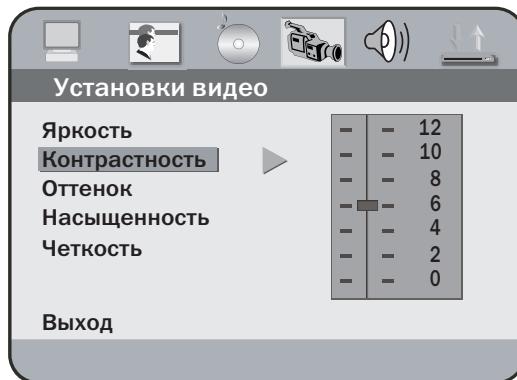 Установки видео
Яркость
Контрастность
Оттенок
Насыщенность
Четкость
Выход
12
10
8
6
4
2
0